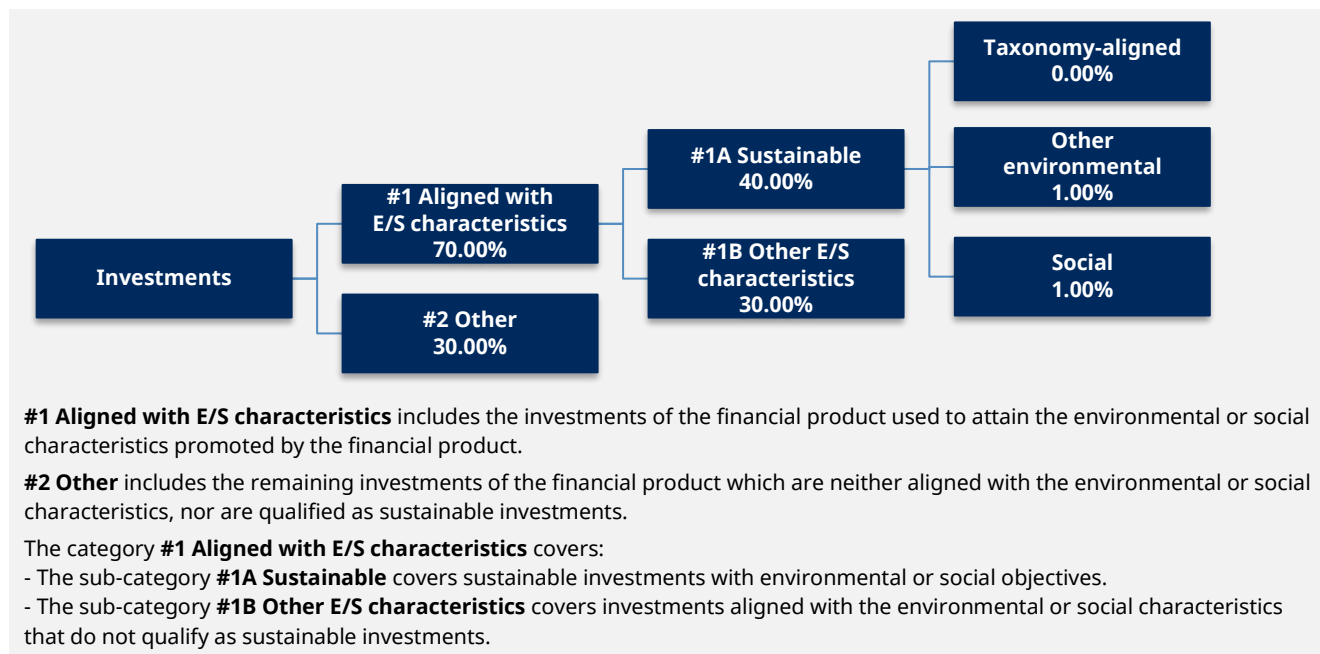 Investments
#1 Aligned with
E/S characteristics
70.00%
#2 Other
30.00%
#1A Sustainable
40.00%
#1B Other E/S
characteristics
30.00%
Taxonomy-aligned
0.00%
Other
environmental
1.00%
Social
1.00%
#1 Aligned with E/S characteristics includes the investments of the financial product used to attain the environmental or social
characteristics promoted by the financial product.
#2 Other includes the remaining investments of the financial product which are neither aligned with the environmental or social
characteristics, nor are qualified as sustainable investments.
The category #1 Aligned with E/S characteristics covers:
- The sub-category #1A Sustainable covers sustainable investments with environmental or social objectives.
- The sub-category #1B Other E/S characteristics covers investments aligned with the environmental or social characteristics
that do not qualify as sustainable investments.